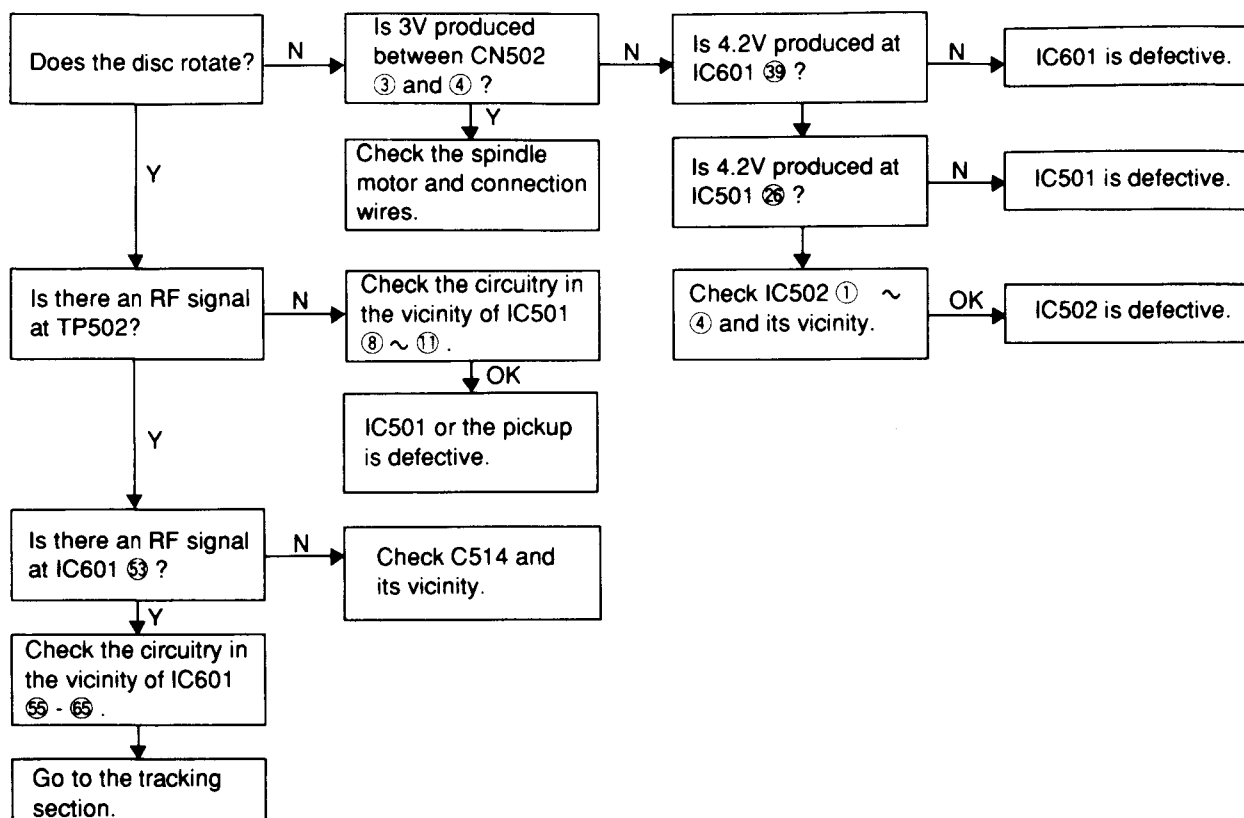 Does the disc rotate?
N
Is 3V produced
between CN502
③ and ④ ?
N
Is 4.2V produced at
IC601 ㊴ ?
N
IC601 is defective.
Y
Y
Check the spindle
motor and connection
wires.
Is 4.2V produced at
IC501 ㉖ ?
N
IC501 is defective.
Is there an RF signal
at TP502?
N
Check the circuitry in
the vicinity of IC501
⑧ ~ ⑪ .
Check IC502 ① ~
④ and its vicinity.
OK
IC502 is defective.
OK
Y
IC501 or the pickup
is defective.
Is there an RF signal
at IC601 53 ?
N
Check C514 and
its vicinity.
Y
Check the circuitry in
the vicinity of IC601
55 - 65 .
Go to the tracking
section.